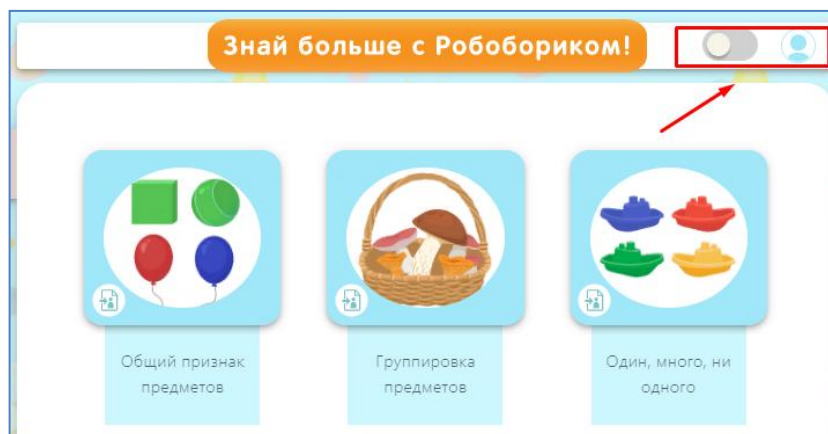 Знай больше с Робобориком!
Общий признак
предметов
Группировка
предметов
Один, много, ни
одного